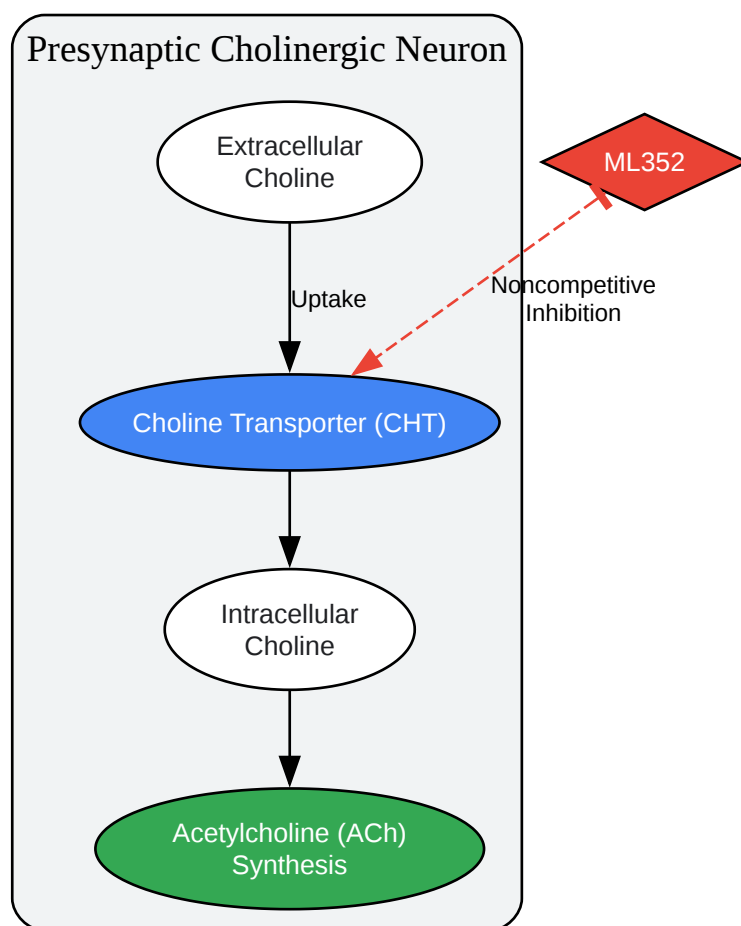 Presynaptic Cholinergic Neuron
Extracellular
Choline
ML352
Noncompetitive
Inhibition
Uptake
Choline Transporter (CHT)
Intracellular
Choline
Acetylcholine (ACh)
Synthesis